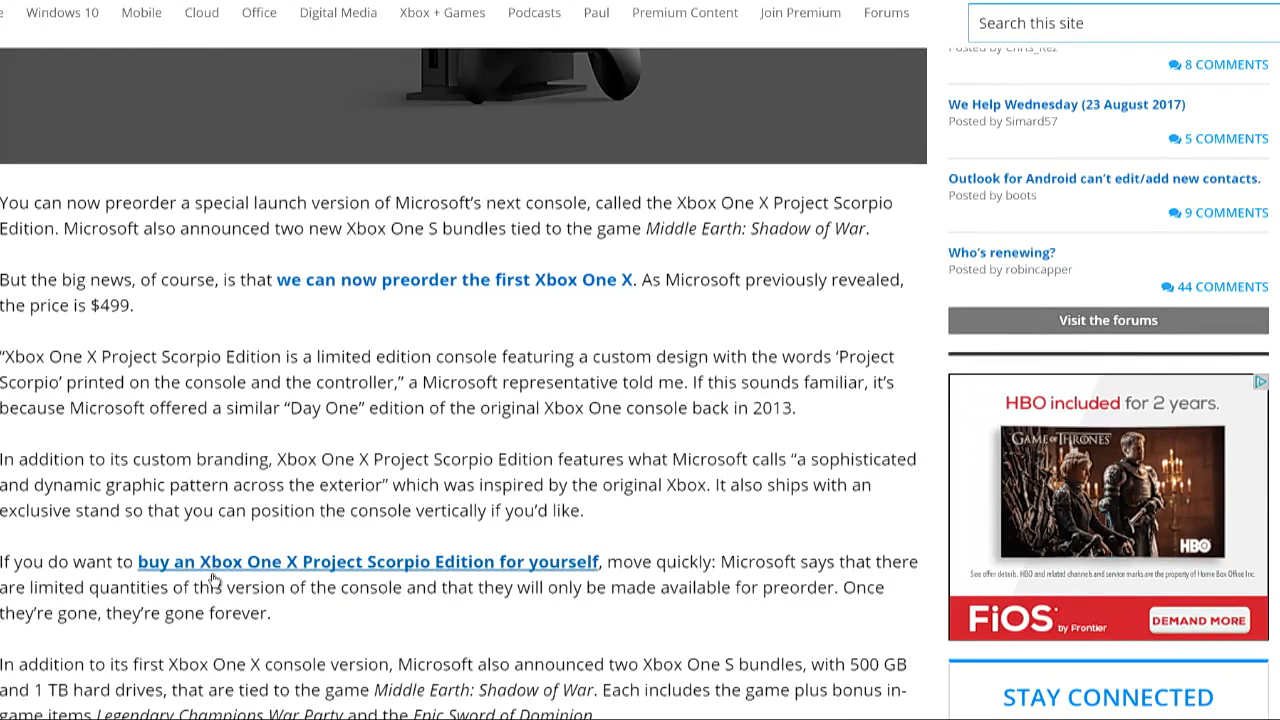 Windows 10 Mobile Cloud Office Digital Media Xbox + Games Podcasts Paul Premium Content Join Premium Forums
Search this site
You can now preorder a special launch version of Microsoft's next console, called the Xbox One X Project Scorpio
Edition. Microsoft also announced two new Xbox One S bundles tied to the game Middle Earth: Shadow of War.
But the big news, of course, is that we can now preorder the first Xbox One X. As Microsoft previously revealed,
the price is $499.
“Xbox One X Project Scorpio Edition is a limited edition console featuring a custom design with the words ‘Project
Scorpio’ printed on the console and the controller,” a Microsoft representative told me. If this sounds familiar, it’s
because Microsoft offered a similar “Day One” edition of the original Xbox One console back in 2013.
In addition to its custom branding, Xbox One X Project Scorpio Edition features what Microsoft calls “a sophisticated
and dynamic graphic pattern across the exterior” which was inspired by the original Xbox. It also ships with an
exclusive stand so that you can position the console vertically if you’d like.
If you do want to buy an Xbox One X Project Scorpio Edition for yourself, move quickly: Microsoft says that there
are limited quantities of this version of the console and that they will only be made available for preorder. Once
they’re gone, they’re gone forever.
In addition to its first Xbox One X console version, Microsoft also announced two Xbox One S bundles, with 500 GB
and 1 TB hard drives, that are tied to the game Middle Earth: Shadow of War. Each includes the game plus bonus in-
game items Legendary Champions War Party and the Epic Sword of Dominion.
Posted by Chris_Rez
8 COMMENTS
We Help Wednesday (23 August 2017)
Posted by Simard57
5 COMMENTS
Outlook for Android can’t edit/add new contacts.
Posted by boots
9 COMMENTS
Who’s renewing?
Posted by robincapper
44 COMMENTS
Visit the forums
HBO included for 2 years.
GAME OF THRONES
HBO
See offer details. HBO and related channels and service marks are the property of Home Box Office Inc.
FiOS by Frontier
DEMAND MORE
STAY CONNECTED